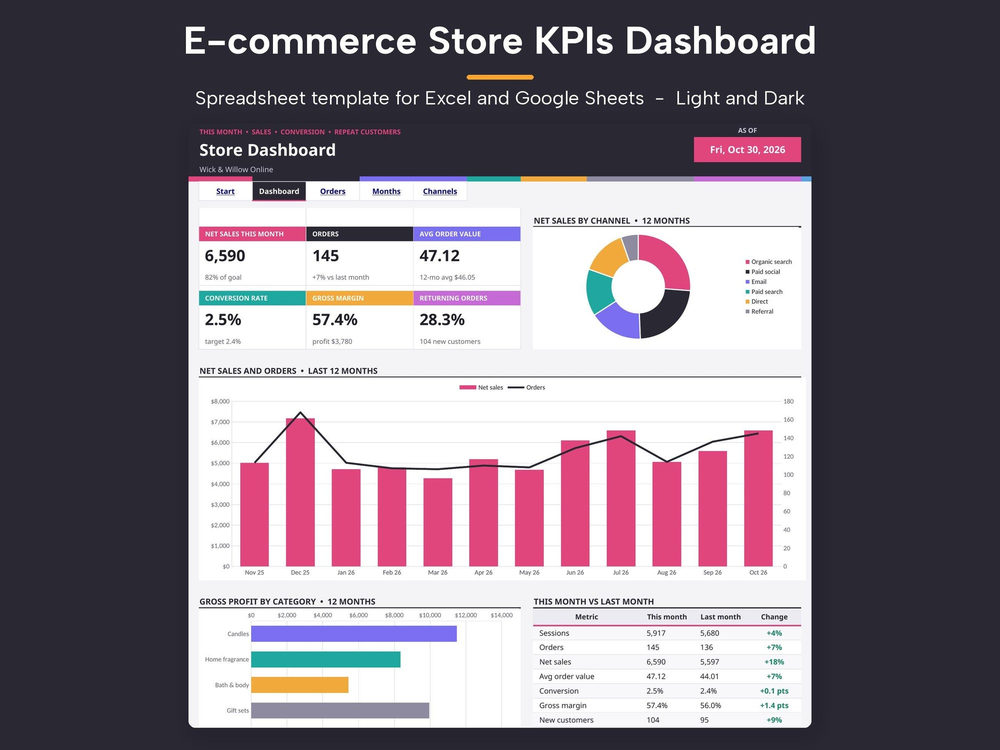 E-commerce Store KPIs Dashboard
Spreadsheet template for Excel and Google Sheets - Light and Dark
THIS MONTH • SALES • CONVERSION • REPEAT CUSTOMERS
AS OF
Store Dashboard
Fri, Oct 30, 2026
Wick & Willow Online
Start Dashboard Orders Months Channels
NET SALES THIS MONTH ORDERS AVG ORDER VALUE
6,590 145 47.12
82% of goal +7% vs last month 12-mo avg $46.05
CONVERSION RATE GROSS MARGIN RETURNING ORDERS
2.5% 57.4% 28.3%
target 2.4% profit $3,780 104 new customers
NET SALES BY CHANNEL • 12 MONTHS
Organic search
Paid social
Email
Paid search
Direct
Referral
NET SALES AND ORDERS • LAST 12 MONTHS
Net sales Orders
$8,000 180
$7,000 160
$6,000 140
$5,000 120
$4,000 100
$3,000 80
$2,000 60
$1,000 40
$0 20
0
Nov 25 Dec 25 Jan 26 Feb 26 Mar 26 Apr 26 May 26 Jun 26 Jul 26 Aug 26 Sep 26 Oct 26
GROSS PROFIT BY CATEGORY • 12 MONTHS
$0 $2,000 $4,000 $6,000 $8,000 $10,000 $12,000 $14,000
Candles
Home fragrance
Bath & body
Gift sets
THIS MONTH VS LAST MONTH
Metric This month Last month Change
Sessions 5,917 5,680 +4%
Orders 145 136 +7%
Net sales 6,590 5,597 +18%
Avg order value 47.12 44.01 +7%
Conversion 2.5% 2.4% +0.1 pts
Gross margin 57.4% 56.0% +1.4 pts
New customers 104 95 +9%